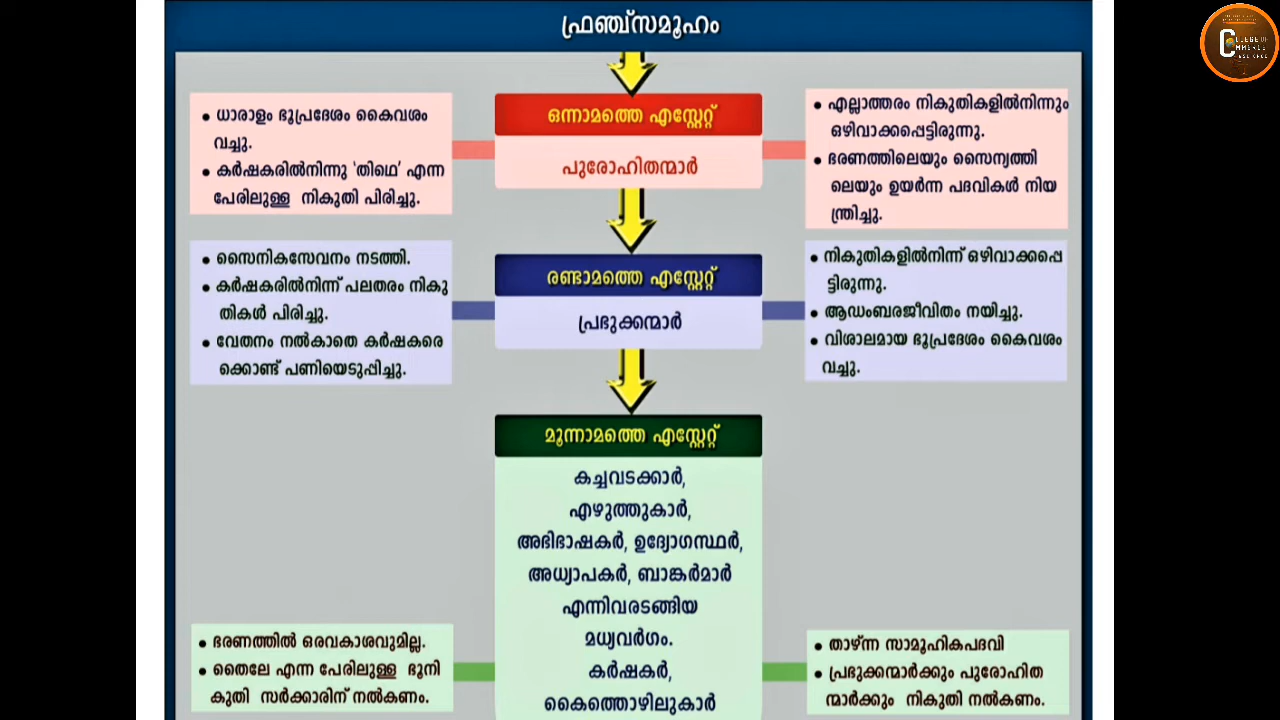 ഫ്രഞ്ച്സമൂഹം
ഒന്നാമത്തെ എസ്റ്റേറ്റ്
പുരോഹിതന്മാർ
• ധാരാളം ഭൂപ്രദേശം കൈവശം
വച്ചു.
• കർഷകരിൽനിന്നു 'തിഥെ' എന്ന
പേരിലുള്ള നികുതി പിരിച്ചു.
• എല്ലാത്തരം നികുതികളിൽനിന്നും
ഒഴിവാക്കപ്പെട്ടിരുന്നു.
• ഭരണത്തിലെയും സൈന്യത്തി
ലെയും ഉയർന്ന പദവികൾ നിയ
ന്ത്രിച്ചു.
രണ്ടാമത്തെ എസ്റ്റേറ്റ്
പ്രഭുക്കന്മാർ
• സൈനികസേവനം നടത്തി.
• കർഷകരിൽനിന്ന് പലതരം നികു
തികൾ പിരിച്ചു.
• വേതനം നൽകാതെ കർഷകരെ
ക്കൊണ്ട് പണിയെടുപ്പിച്ചു.
• നികുതികളിൽനിന്ന് ഒഴിവാക്കപ്പെ
ട്ടിരുന്നു.
• ആഡംബരജീവിതം നയിച്ചു.
• വിശാലമായ ഭൂപ്രദേശം കൈവശം
വച്ചു.
മൂന്നാമത്തെ എസ്റ്റേറ്റ്
കച്ചവടക്കാർ,
എഴുത്തുകാർ,
അഭിഭാഷകർ, ഉദ്യോഗസ്ഥർ,
അധ്യാപകർ, ബാങ്കർമാർ
എന്നിവരടങ്ങിയ
മധ്യവർഗം.
കർഷകർ,
കൈത്തൊഴിലുകാർ
• ഭരണത്തിൽ ഒരവകാശവുമില്ല.
• തൈലേ എന്ന പേരിലുള്ള ഭൂനി
കുതി സർക്കാരിന് നൽകണം.
• താഴ്ന്ന സാമൂഹികപദവി
• പ്രഭുക്കന്മാർക്കും പുരോഹിത
ന്മാർക്കും നികുതി നൽകണം.